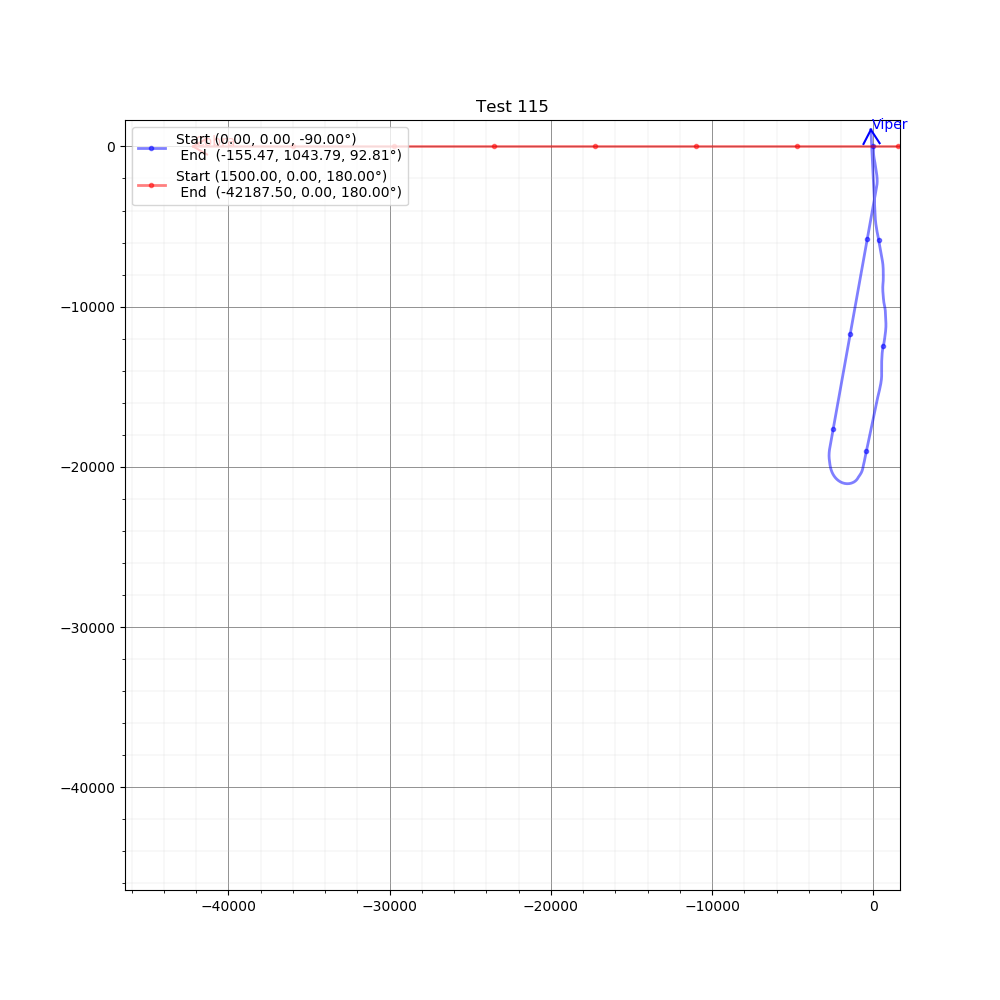 Test 115
Viper
Start (0.00, 0.00, -90.00°)
End (-155.47, 1043.79, 92.81°)
Start (1500.00, 0.00, 180.00°)
End (-42187.50, 0.00, 180.00°)
0
−10000
−20000
−30000
−40000
−40000 −30000 −20000 −10000 0